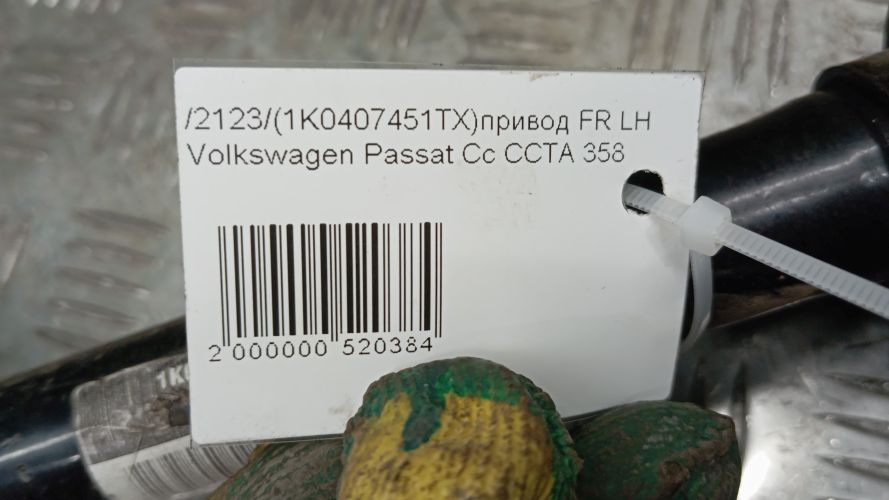 /2123/(1K0407451TX)привод FR LH
Volkswagen Passat Cc CCTA 358
2 000000 520384